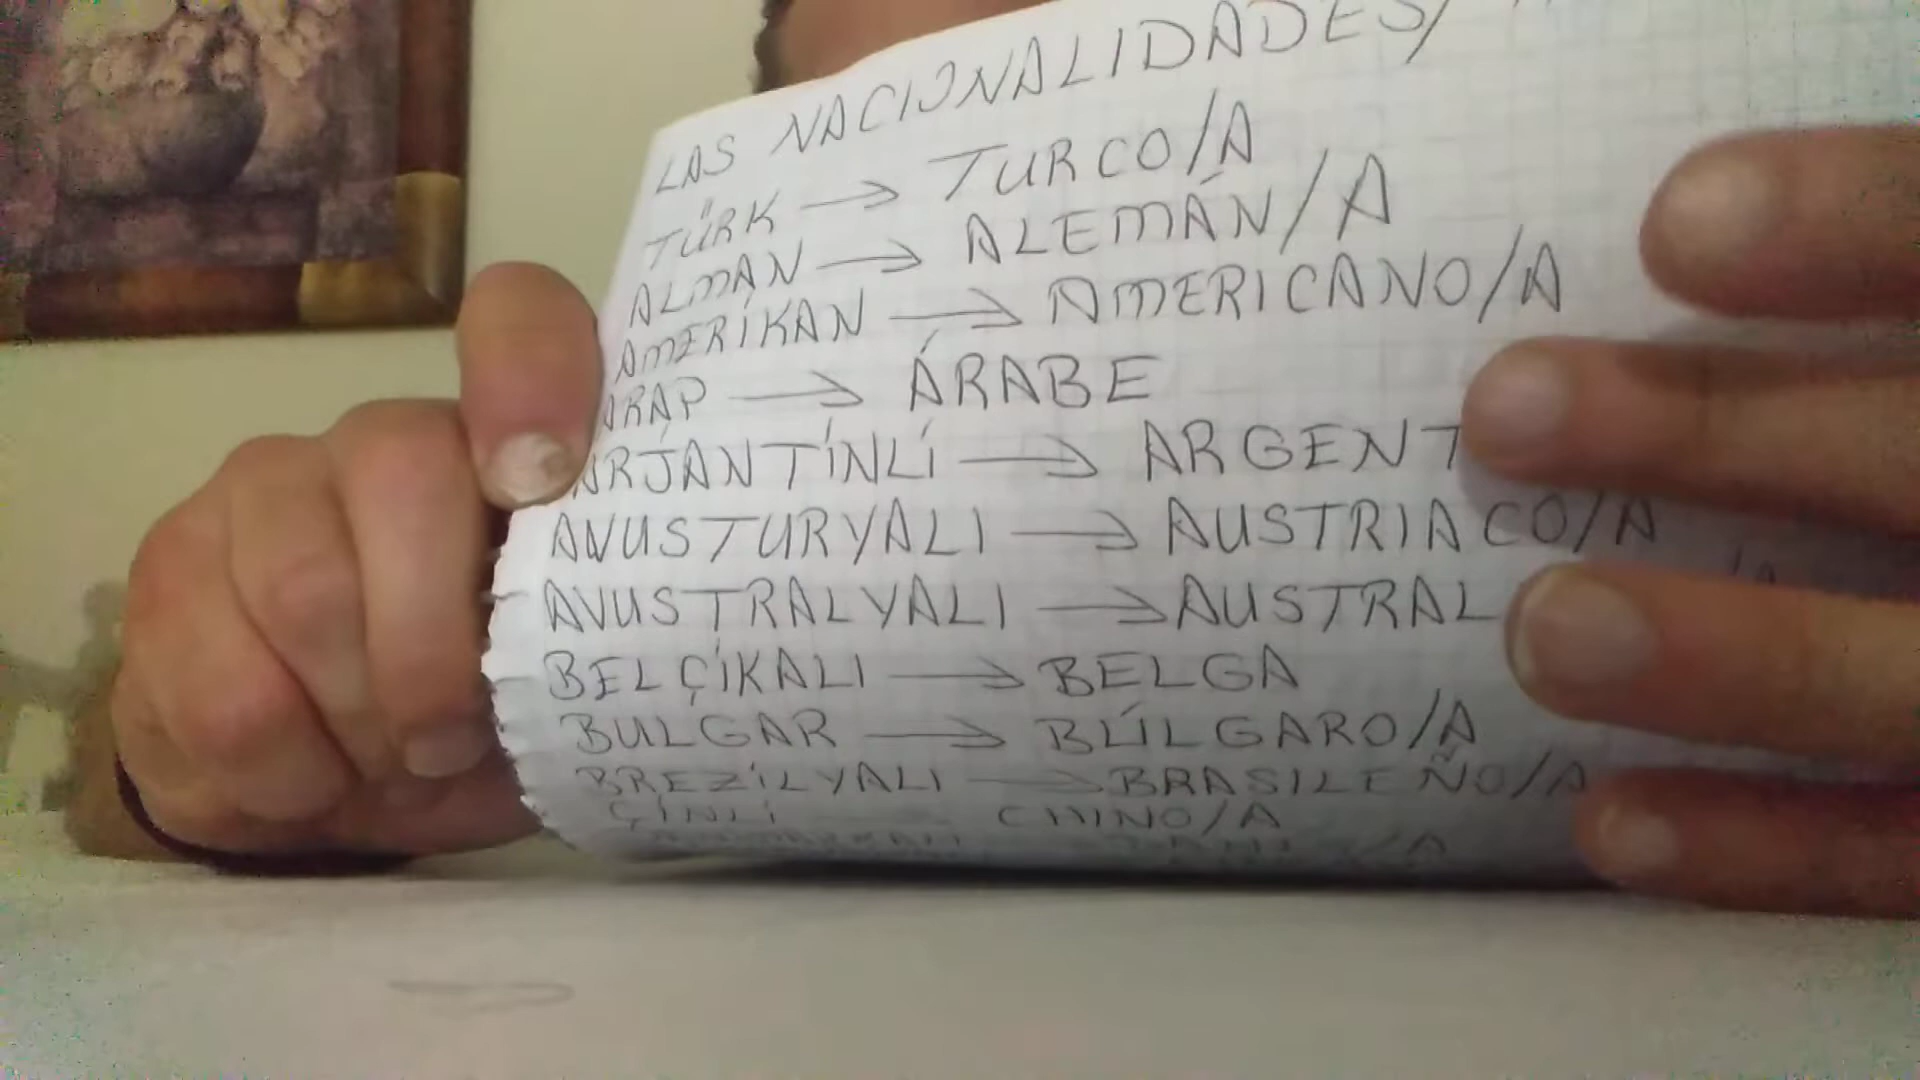 LAS NACIONALIDADES/
TÜRK → TURCO/A
ALMAN → ALEMÁN/A
AMERİKAN → AMERICANO/A
ARAP → ÁRABE
ARJANTİNLİ → ARGENT
AVUSTURYALI → AUSTRIACO/A
AVUSTRALYALI → AUSTRAL /A
BELÇİKALI → BELGA
BULGAR → BÚLGARO/A
BREZİLYALI → BRASILEÑO/A
ÇİNLİ → CHINO/A